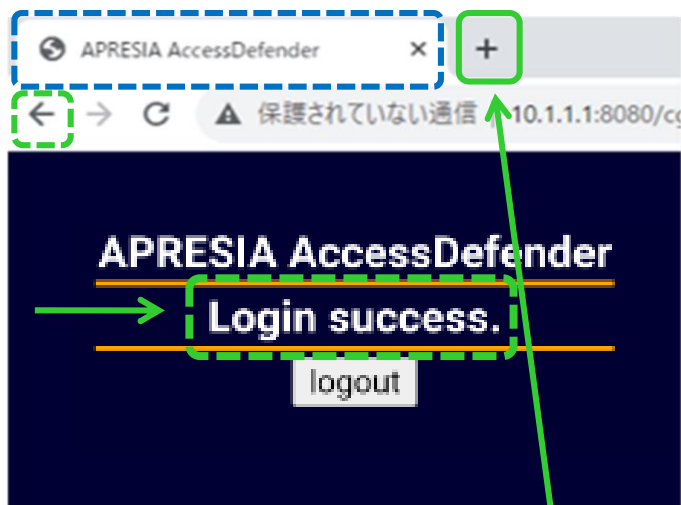 APRESIA AccessDefender
保護されていない通信 10.1.1.1:8080/cg
APRESIA AccessDefender
Login success.
logout